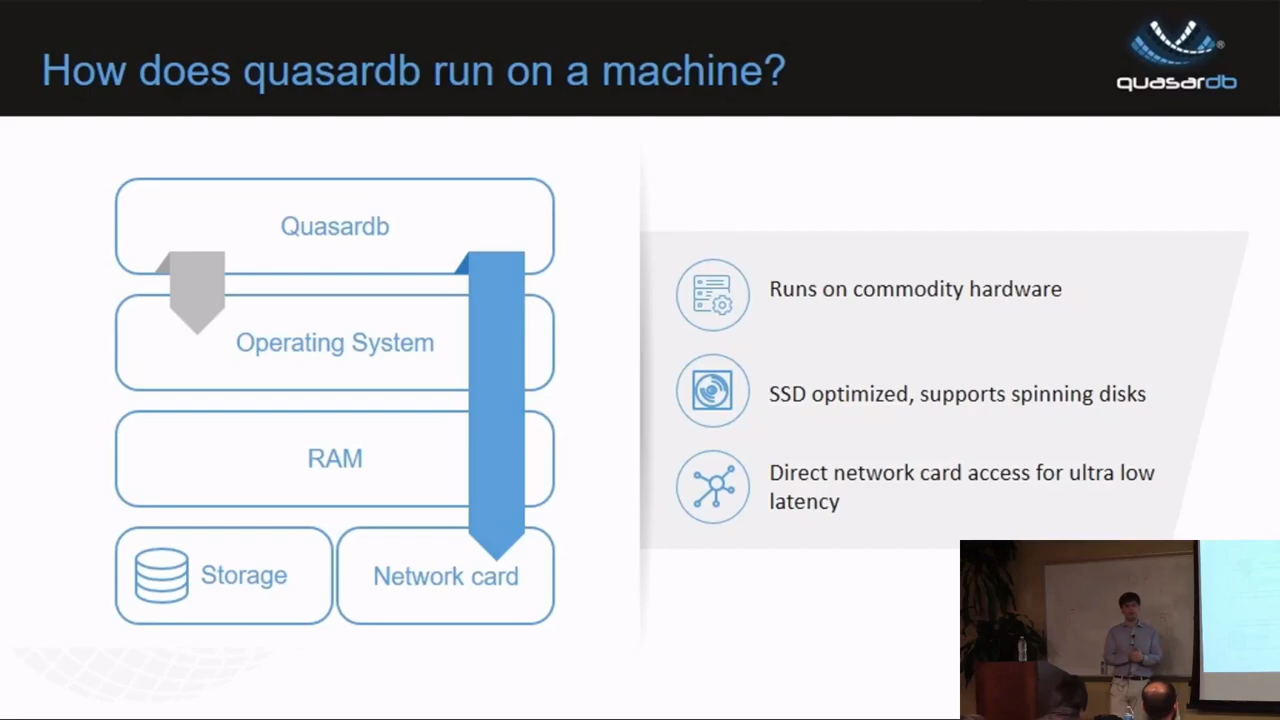 How does quasardb run on a machine?
quasardb®
Quasardb
Operating System
RAM
Storage
Network card
Runs on commodity hardware
SSD optimized, supports spinning disks
Direct network card access for ultra low
latency